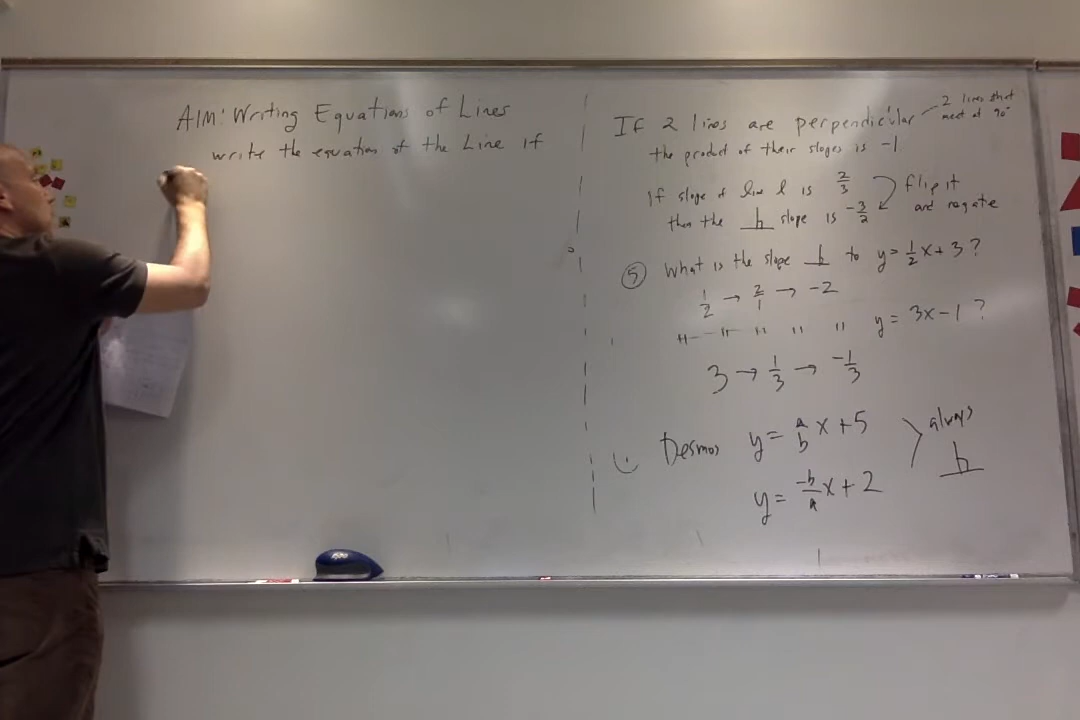 AIM: Writing Equations of Lines
write the equation of the Line if
If 2 lines are perpendicular
2 lines that
meet at 90°
the product of their slopes is -1
if slope of line l is 2/3
then the ⊥ slope is -3/2
flip it
and negate
⑤ What is the slope ⊥ to y = 1/2 x + 3 ?
1/2 → 2/1 → -2
" " " " " y = 3x - 1 ?
3 → 1/3 → -1/3
Desmos y = a/b x + 5
y = -b/a x + 2
always
⊥